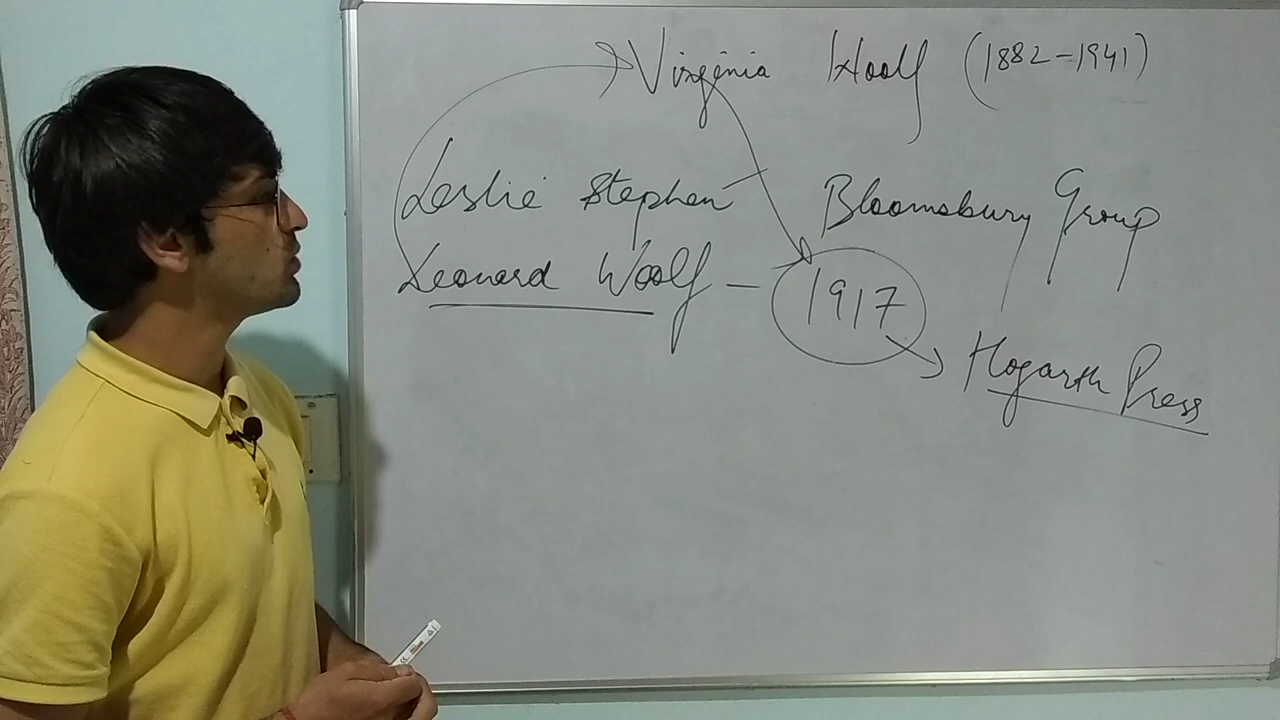 Virginia Woolf (1882-1941)
Leslie Stephen - Bloomsbury Group
Leonard Woolf - 1917
Hogarth Press